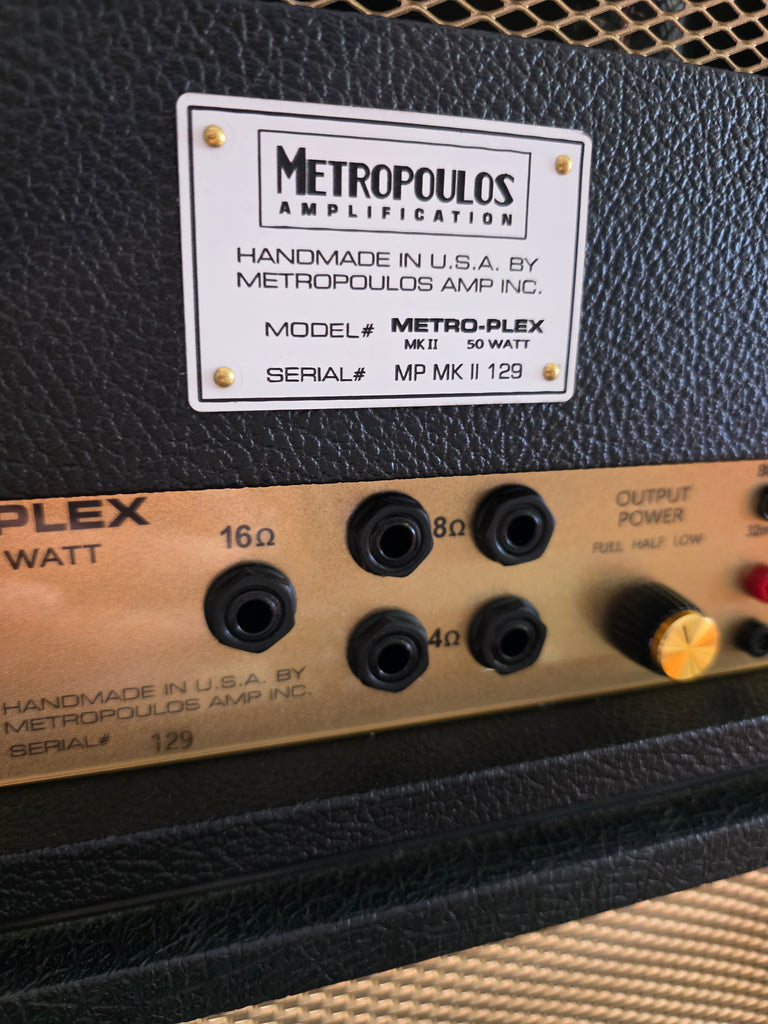 METROPOULOS
AMPLIFICATION
HANDMADE IN U.S.A. BY
METROPOULOS AMP INC.
MODEL# METRO-PLEX
MK II 50 WATT
SERIAL# MP MK II 129
PLEX
WATT
16Ω
8Ω
4Ω
OUTPUT
POWER
FULL HALF LOW
HANDMADE IN U.S.A. BY
METROPOULOS AMP INC.
SERIAL# 129